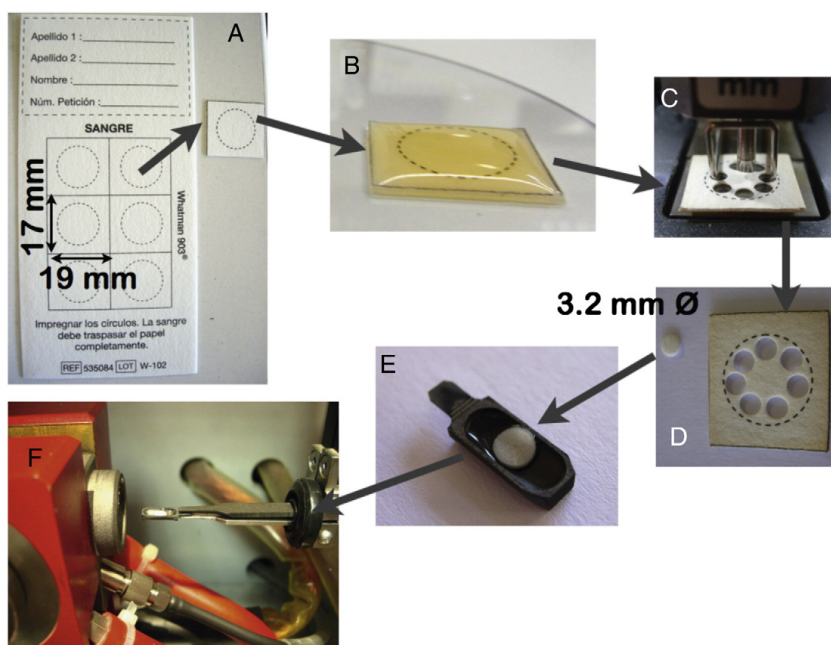 A
Apellido 1 :
Apellido 2 :
Nombre :
Núm. Petición :
SANGRE
Whatman 903®
17 mm
19 mm
Impregnar los círculos. La sangre
debe traspasar el papel
completamente.
REF 535084 LOT W-102
B
C
mm
3.2 mm Ø
D
E
F